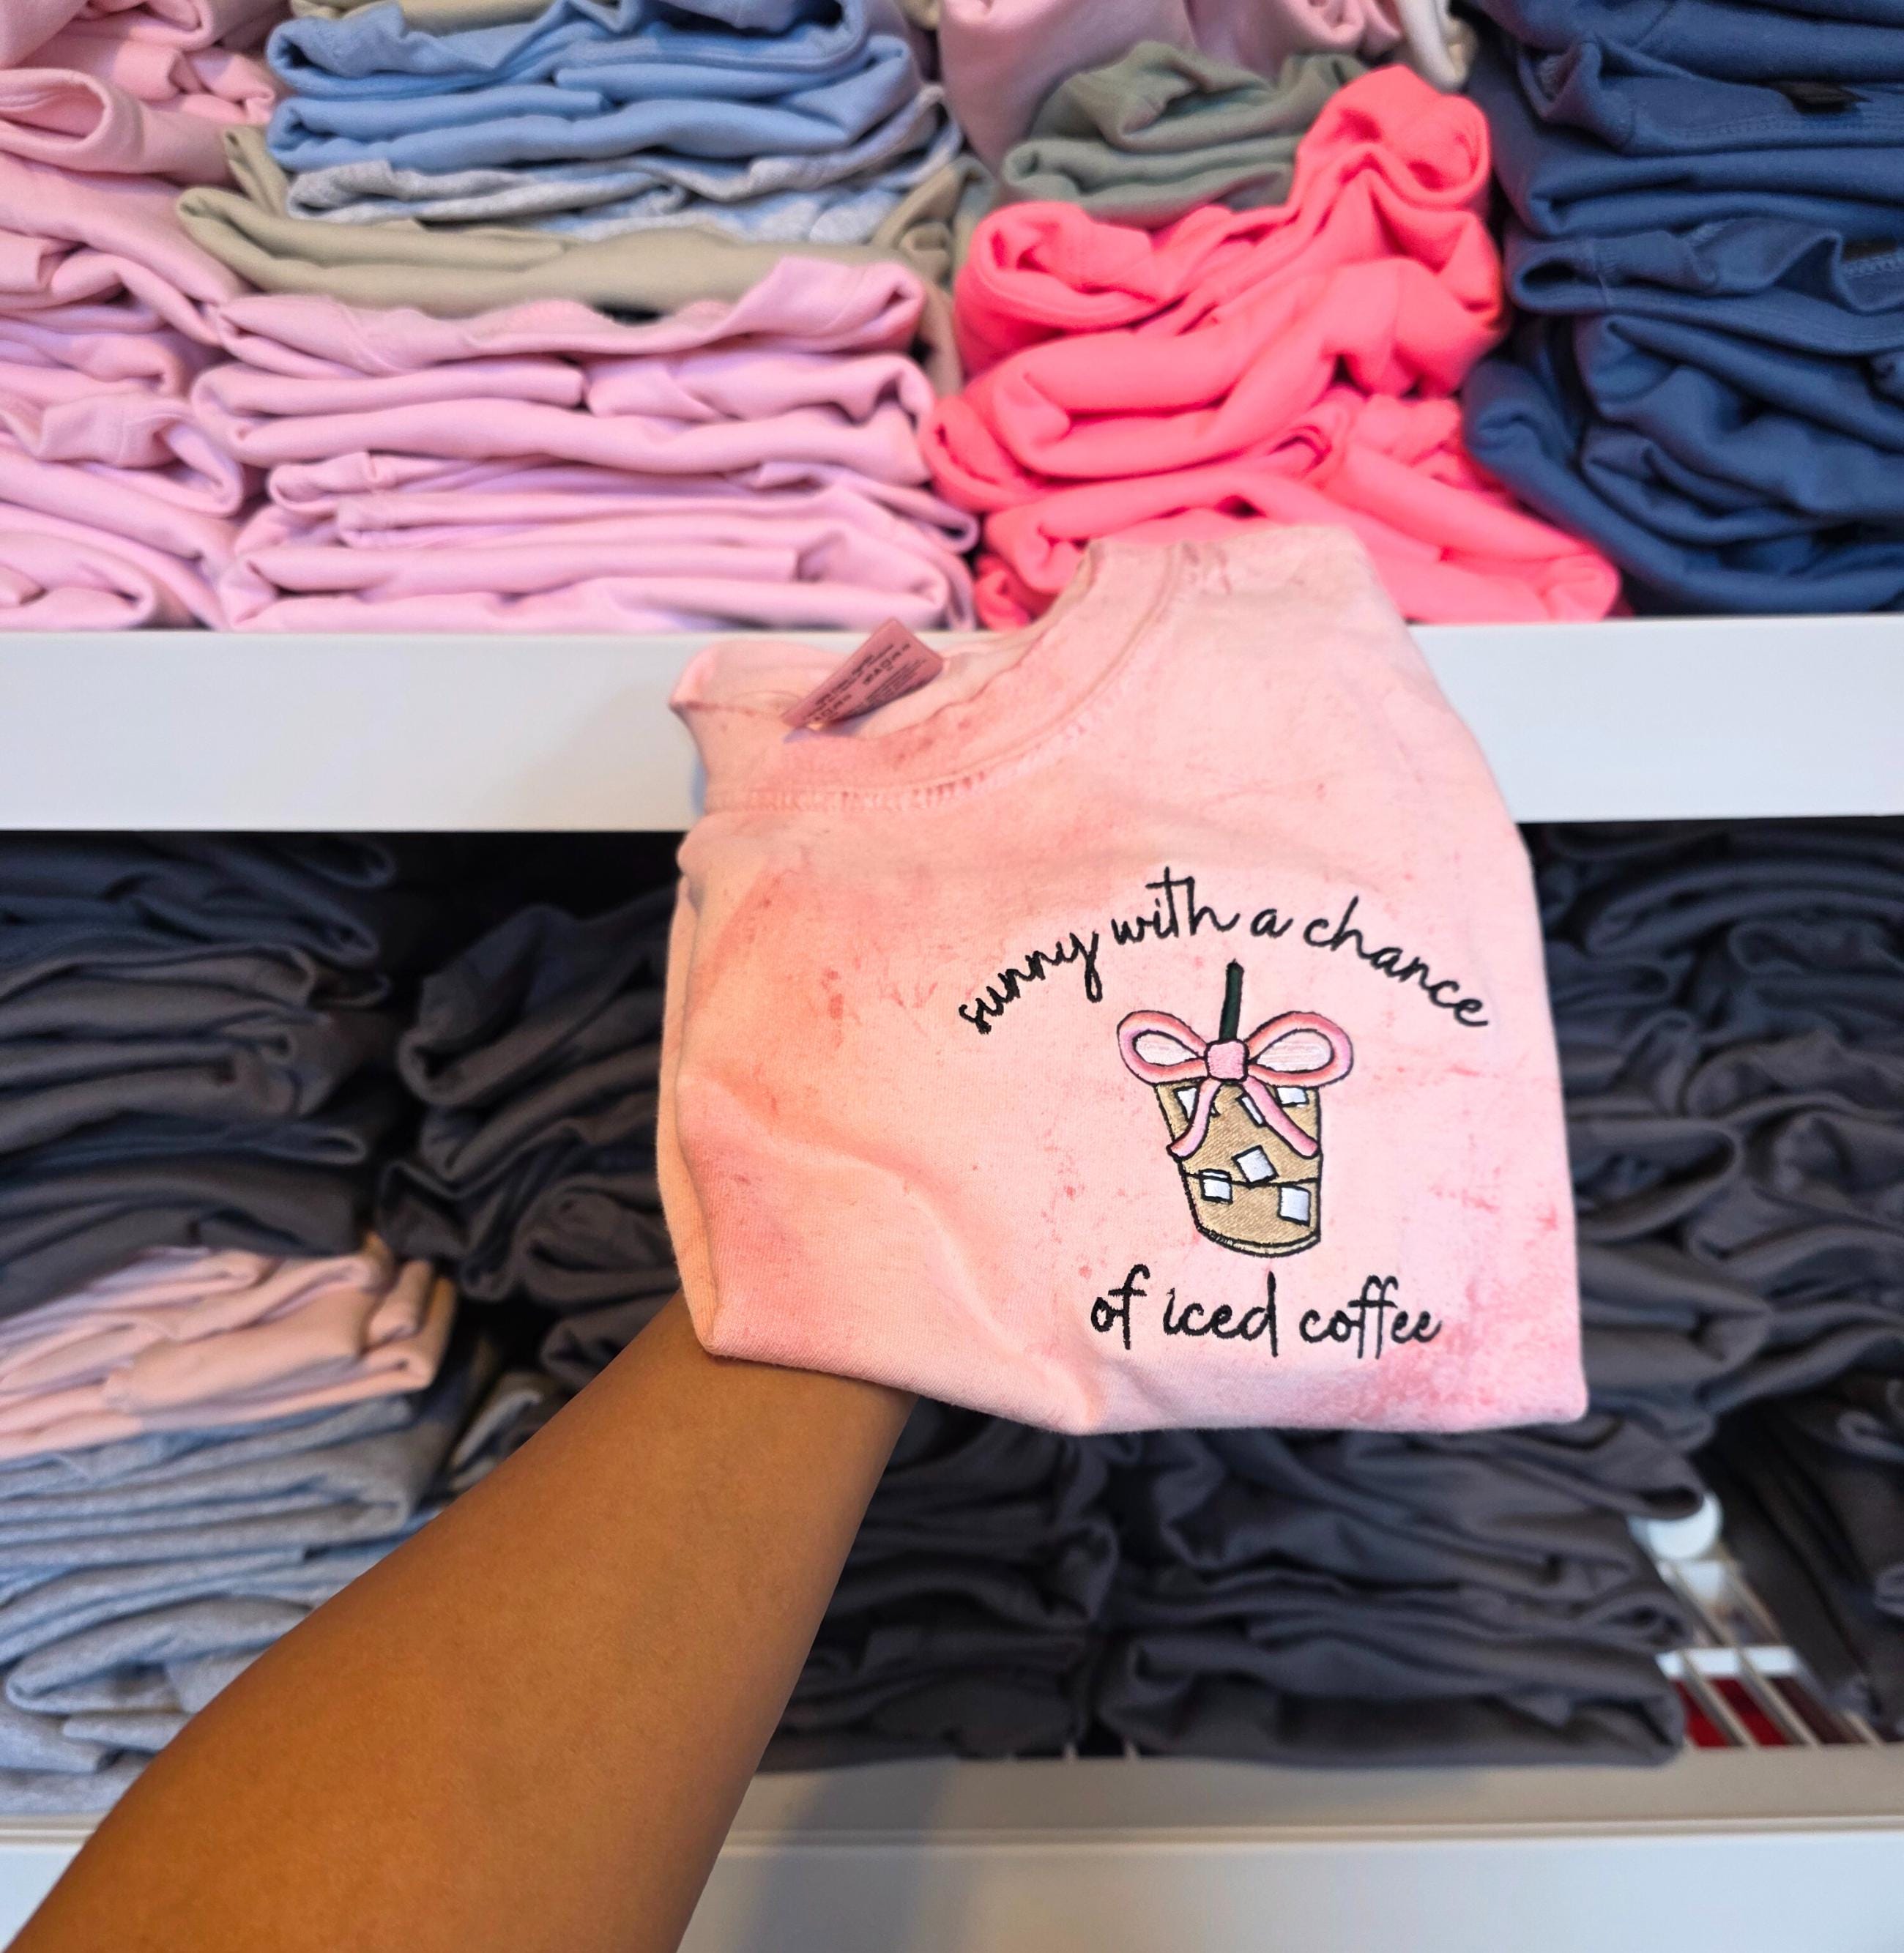 sunny with a chance
of iced coffee